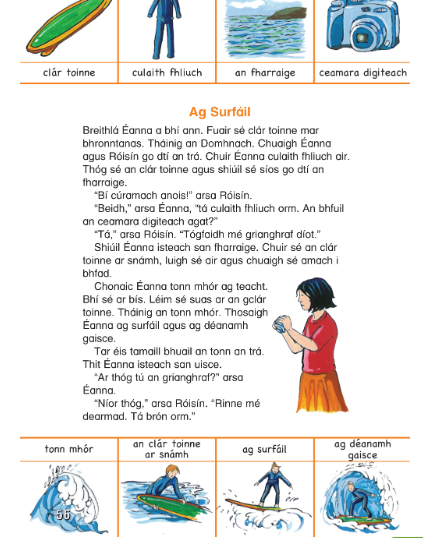 clár toinne culaith fhliuch an fharraige ceamara digiteach
Ag Surfáil
Breithlá Éanna a bhí ann. Fuair sé clár toinne mar
bhronntanas. Tháinig an Domhnach. Chuaigh Éanna
agus Róisín go dtí an trá. Chuir Éanna culaith fhliuch air.
Thóg sé an clár toinne agus shiúil sé síos go dtí an
fharraige.
“Bí cúramach anois!” arsa Róisín.
“Beidh,” arsa Éanna, “tá culaith fhliuch orm. An bhfuil
an ceamara digiteach agat?”
“Tá,” arsa Róisín. “Tógfaidh mé grianghraf díot.”
Shiúil Éanna isteach san fharraige. Chuir sé an clár
toinne ar snámh, luigh sé air agus chuaigh sé amach i
bhfad.
Chonaic Éanna tonn mhór ag teacht.
Bhí sé ar bís. Léim sé suas ar an gclár
toinne. Tháinig an tonn mhór. Thosaigh
Éanna ag surfáil agus ag déanamh
gaisce.
Tar éis tamaill bhuail an tonn an trá.
Thit Éanna isteach san uisce.
“Ar thóg tú an grianghraf?” arsa
Éanna.
“Níor thóg,” arsa Róisín. “Rinne mé
dearmad. Tá brón orm.”
tonn mhór
an clár toinne
ar snámh
ag surfáil
ag déanamh
gaisce
56